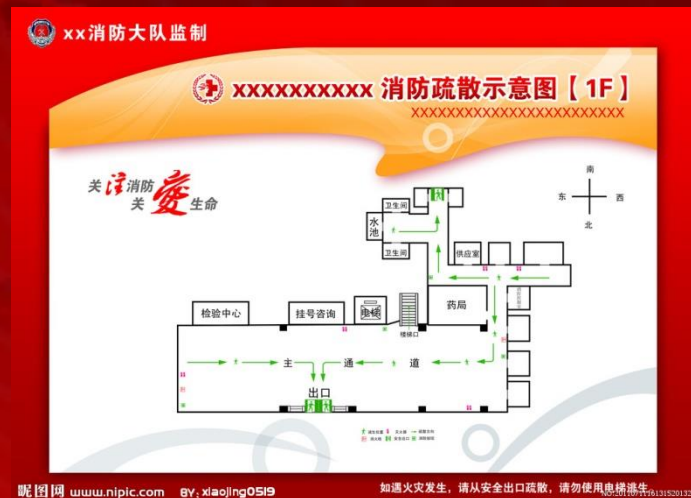 xx消防大队监制
xxxxxxxxxx 消防疏散示意图【1F】
XXXXXXXXXXXXXXXXXXXXXXX
关注消防
关爱生命
南
东 西
北
卫生间
水池
卫生间
供应室
药局
检验中心
挂号咨询
电梯
楼梯口
主 通 道
出口
昵图网 www.nipic.com BY: xiaojing0519
如遇火灾发生，请从安全出口疏散，请勿使用电梯逃生